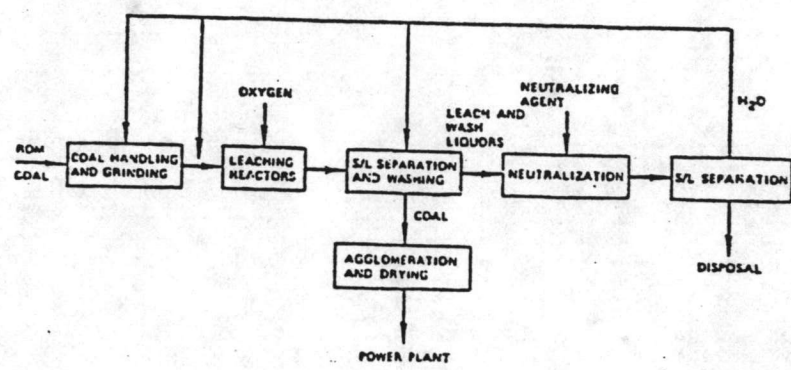 OXYGEN
NEUTRALIZING
AGENT
H₂O
LEACH AND
WASH
LIQUORS
ROM
COAL
COAL HANDLING
AND GRINDING
LEACHING
REACTORS
S/L SEPARATION
AND WASHING
NEUTRALIZATION
S/L SEPARATION
COAL
AGGLOMERATION
AND DRYING
DISPOSAL
POWER PLANT